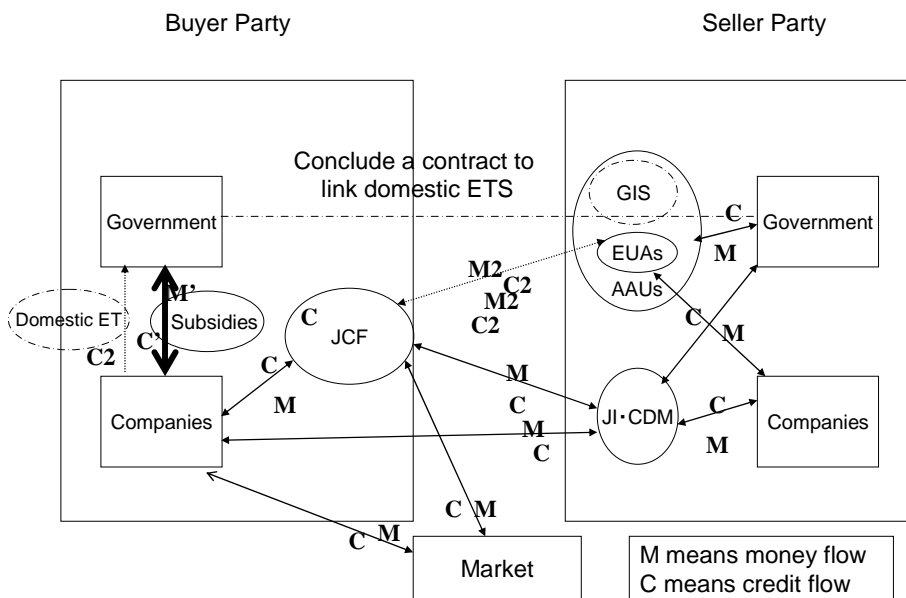 Buyer Party
Seller Party
Conclude a contract to
link domestic ETS
GIS
Government
C
Government
EUAs
M
M2
C2
AAUs
M'
M2
Domestic ET
Subsidies
C
C2
C
M
C'
JCF
C2
C
M
M
C
C
Companies
JI・CDM
Companies
M
C
M
C M
C M
Market
M means money flow
C means credit flow